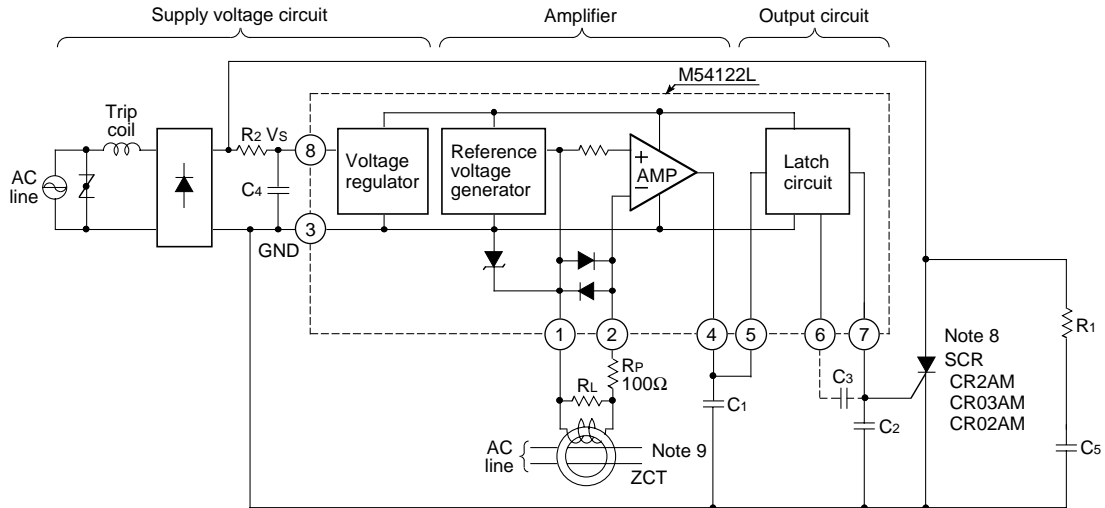 Supply voltage circuit
Amplifier
Output circuit
M54122L
Trip
coil
R2 VS
8
Voltage
regulator
Reference
voltage
generator
+
AMP
−
Latch
circuit
AC
line
C4
GND
3
1
2
4
5
6
7
R1
Note 8
SCR
CR2AM
CR03AM
CR02AM
RP
100Ω
RL
C3
C1
C2
C5
AC
line
Note 9
ZCT